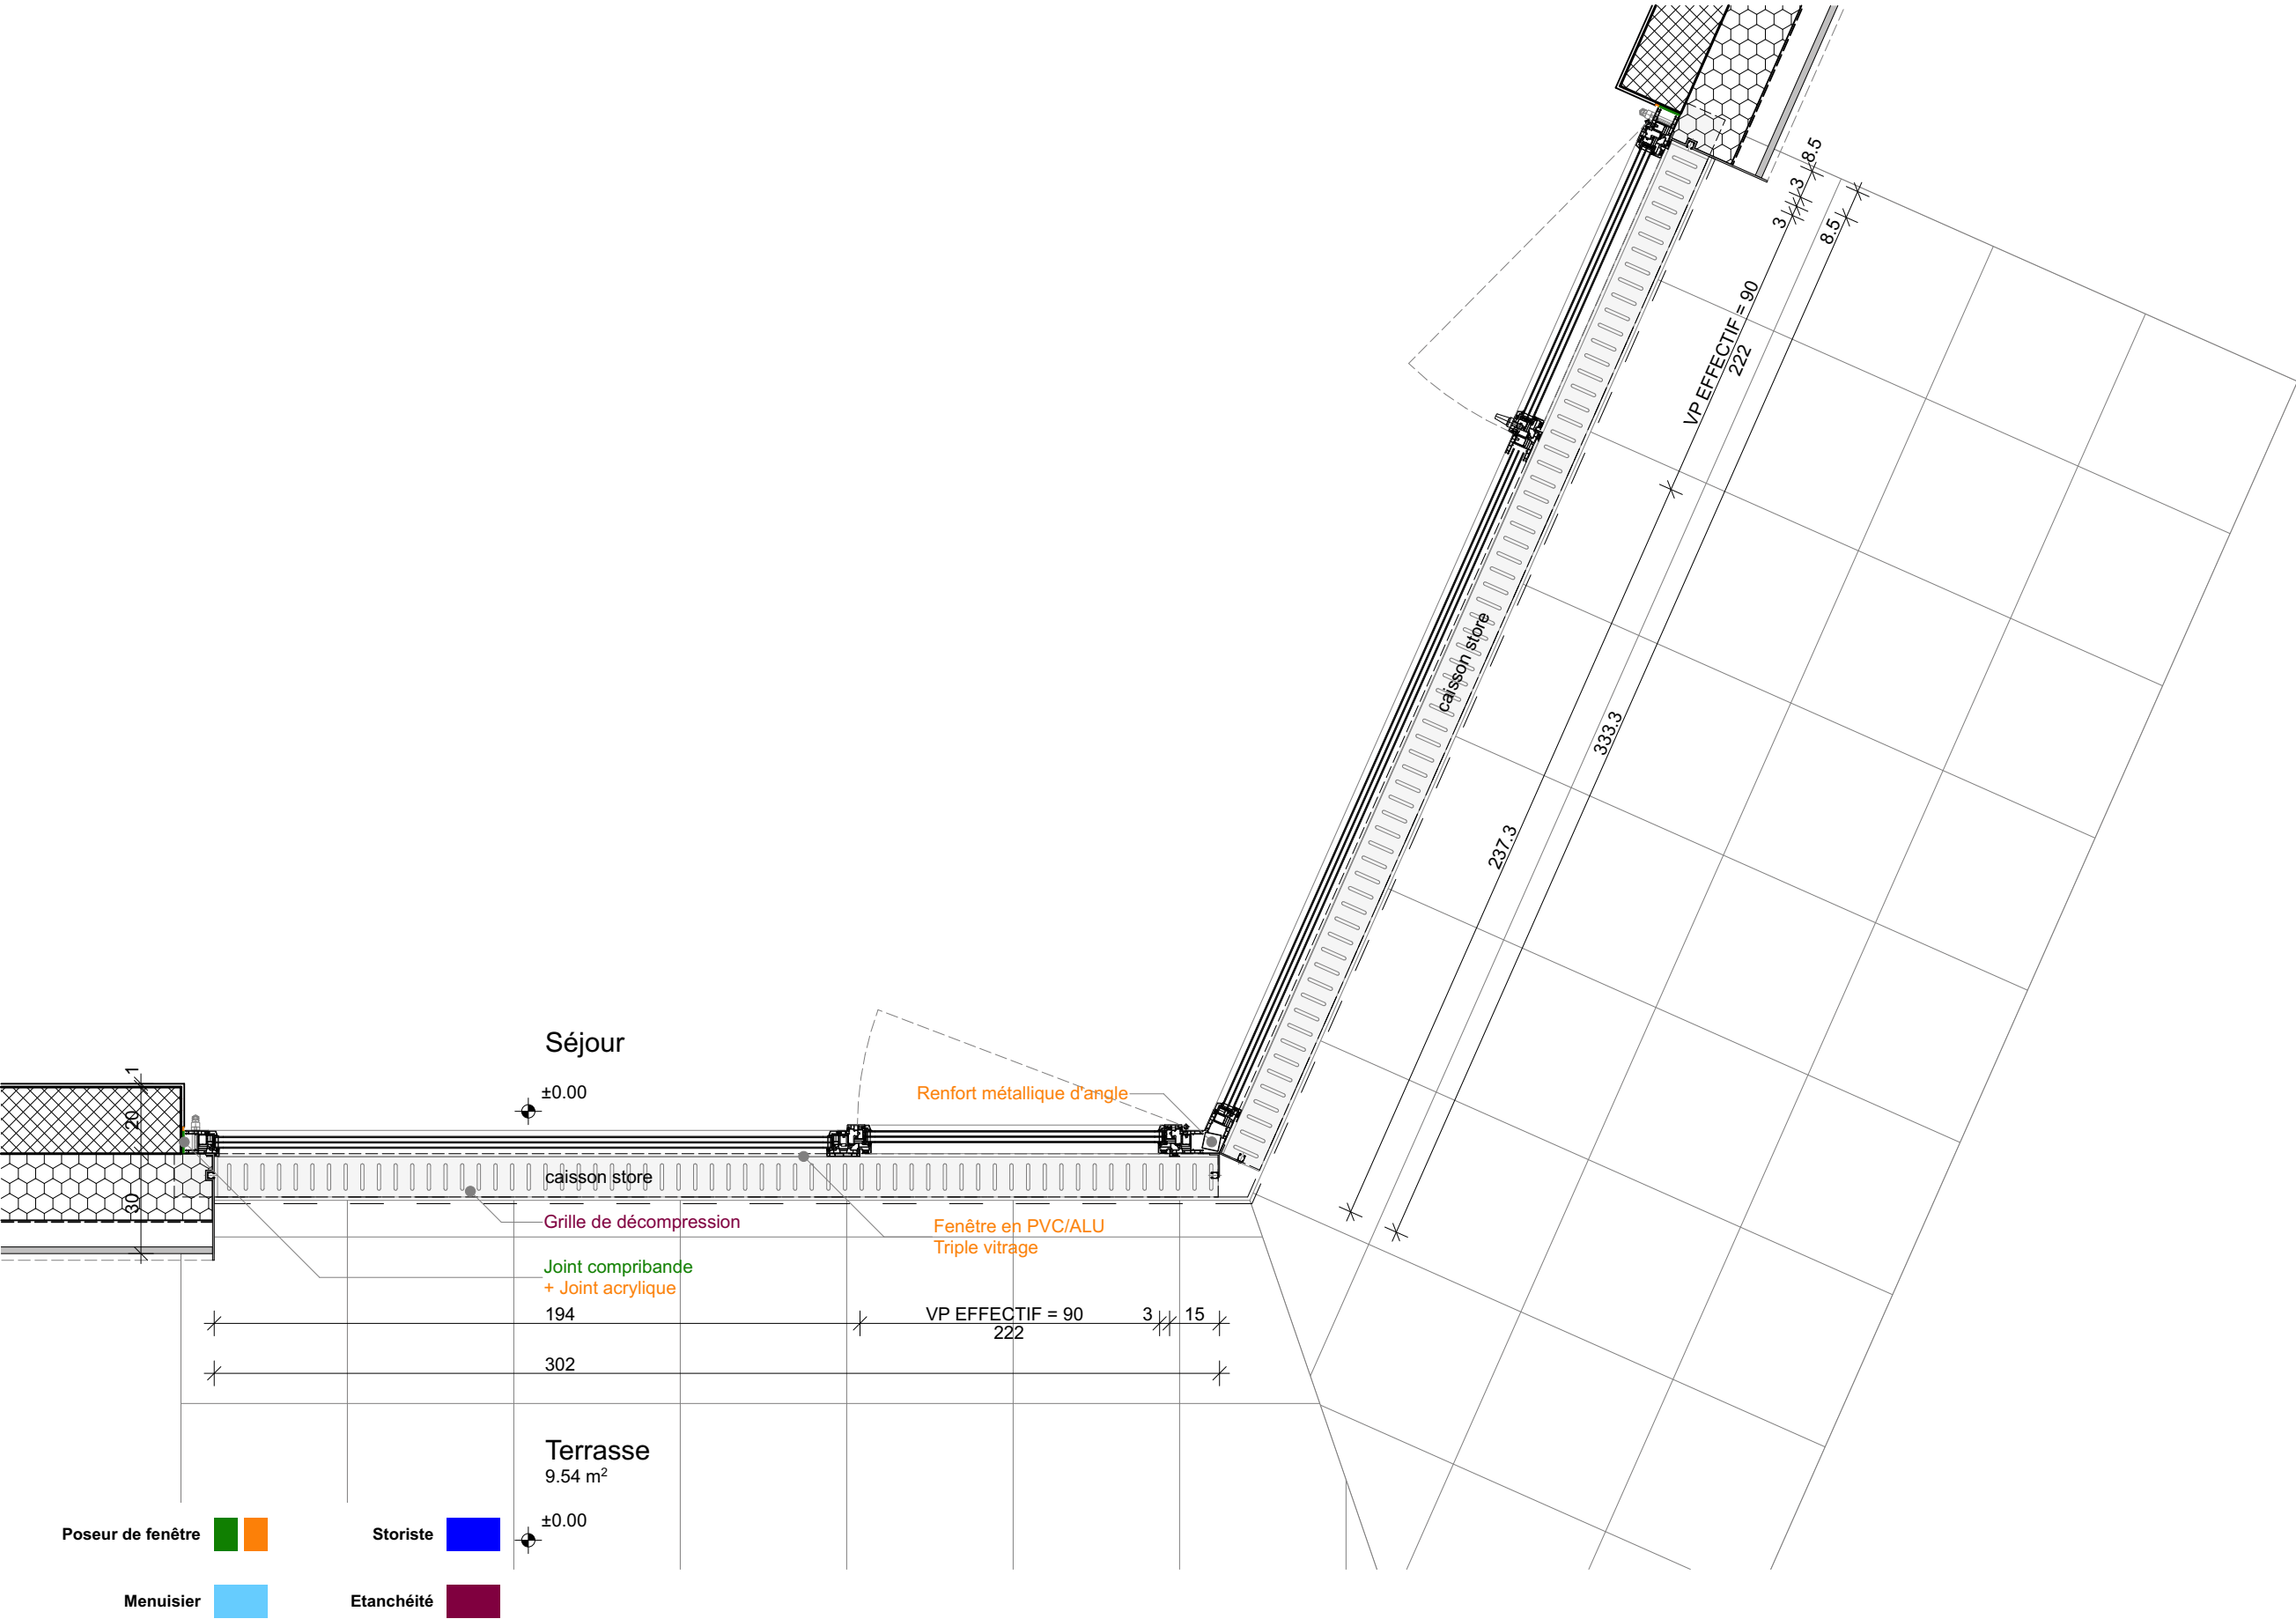 8.5
3
3
8.5
VP EFFECTIF = 90
222
caisson store
333.3
237.3
Séjour
±0.00
1
20
30
Renfort métallique d'angle
caisson store
Grille de décompression
Fenêtre en PVC/ALU
Triple vitrage
Joint compribande
+ Joint acrylique
194
VP EFFECTIF = 90
222
3
15
302
Terrasse
9.54 m²
±0.00
Poseur de fenêtre
Storiste
Menuisier
Etanchéité